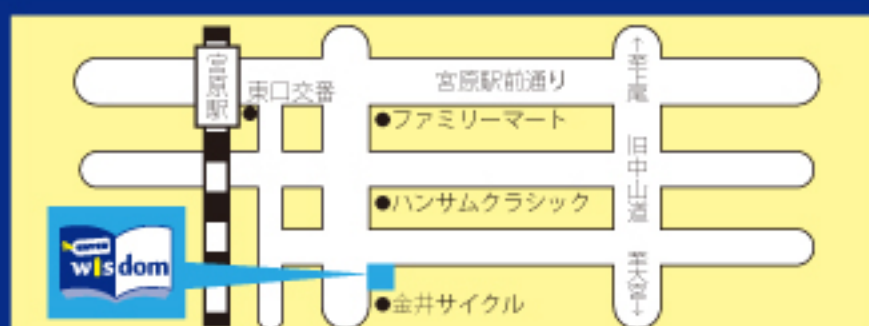 宮原駅
東口交番
宮原駅前通り
↑至上尾
ファミリーマート
旧中山道
ハンサムクラシック
wisdom
至大宮↓
金井サイクル